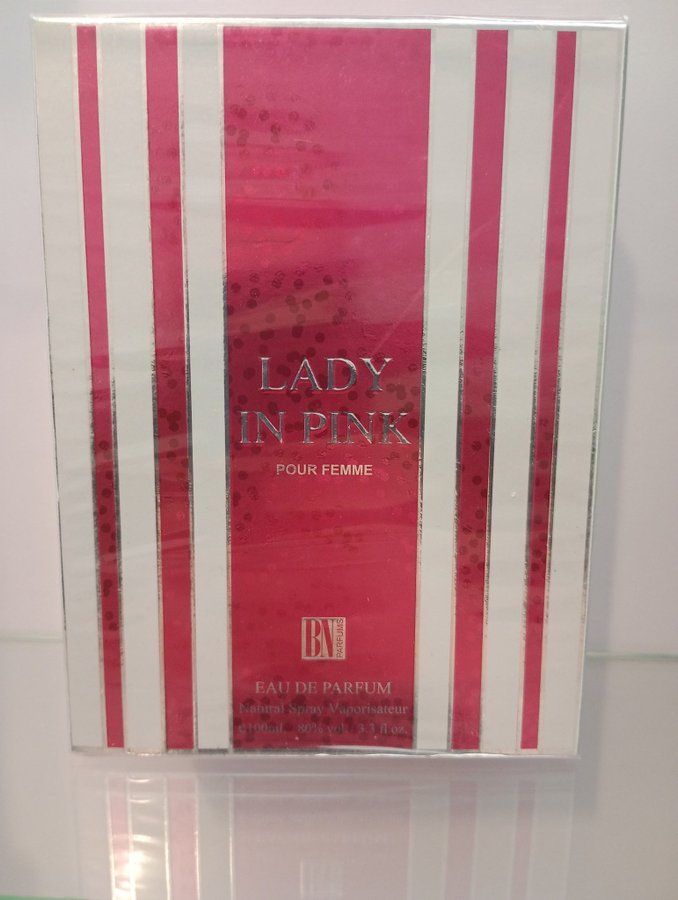 LADY
IN PINK
POUR FEMME
BN
PARFUMS
EAU DE PARFUM
Natural Spray Vaporisateur
e100ml. 80% vol. 3.3 fl oz.